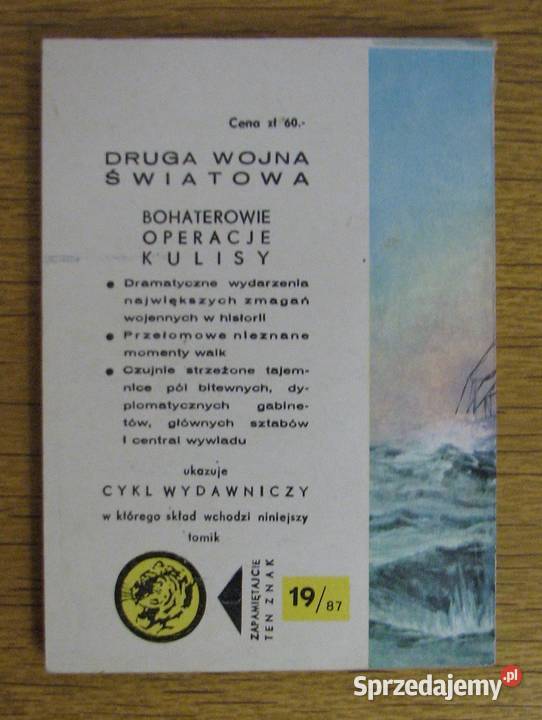 Cena zł 60.-
DRUGA WOJNA
ŚWIATOWA
BOHATEROWIE
OPERACJE
KULISY
● Dramatyczne wydarzenia
największych zmagań
wojennych w historii
● Przełomowe nieznane
momenty walk
● Czujnie strzeżone tajem-
nice pól bitewnych, dy-
plomatycznych gabine-
tów, głównych sztabów
i central wywiadu
ukazuje
CYKL WYDAWNICZY
w którego skład wchodzi niniejszy
tomik
ZAPAMIĘTAJCIE
TEN ZNAK
19/87
Sprzedajemy.pl